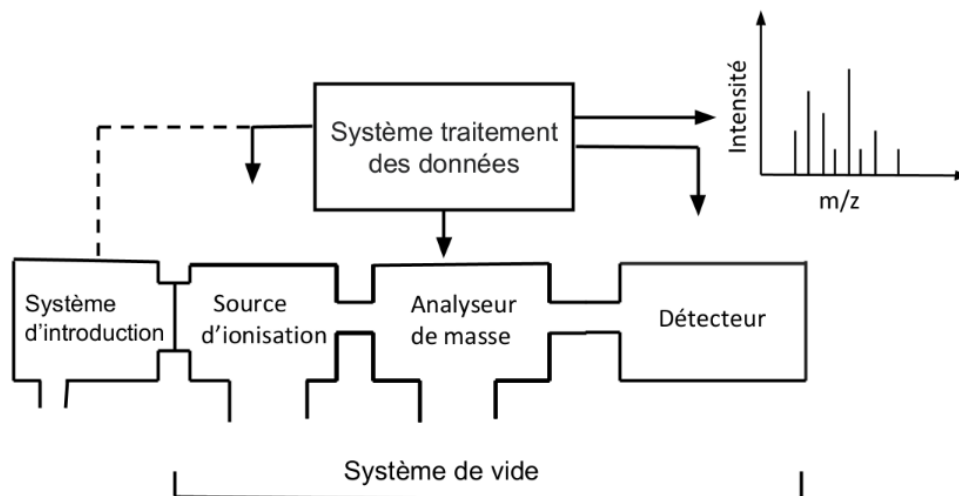 Intensité
m/z
Système traitement
des données
Système
d'introduction
Source
d'ionisation
Analyseur
de masse
Détecteur
Système de vide